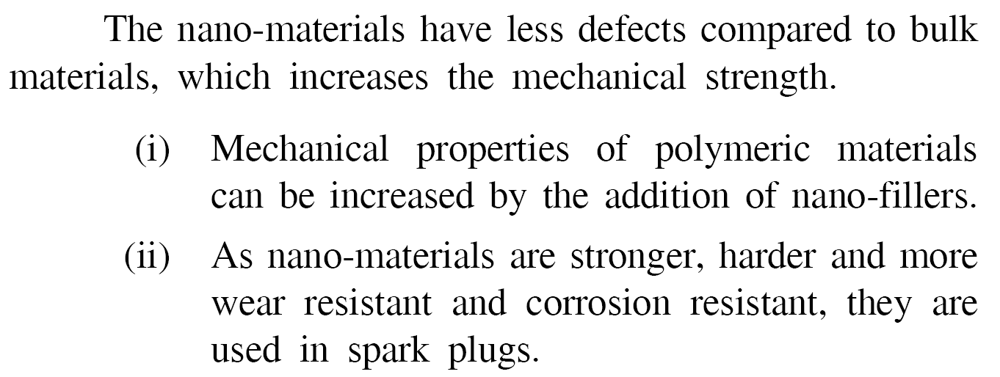 The nano-materials have less defects compared to bulk
materials, which increases the mechanical strength.
(i) Mechanical properties of polymeric materials
can be increased by the addition of nano-fillers.
(ii) As nano-materials are stronger, harder and more
wear resistant and corrosion resistant, they are
used in spark plugs.